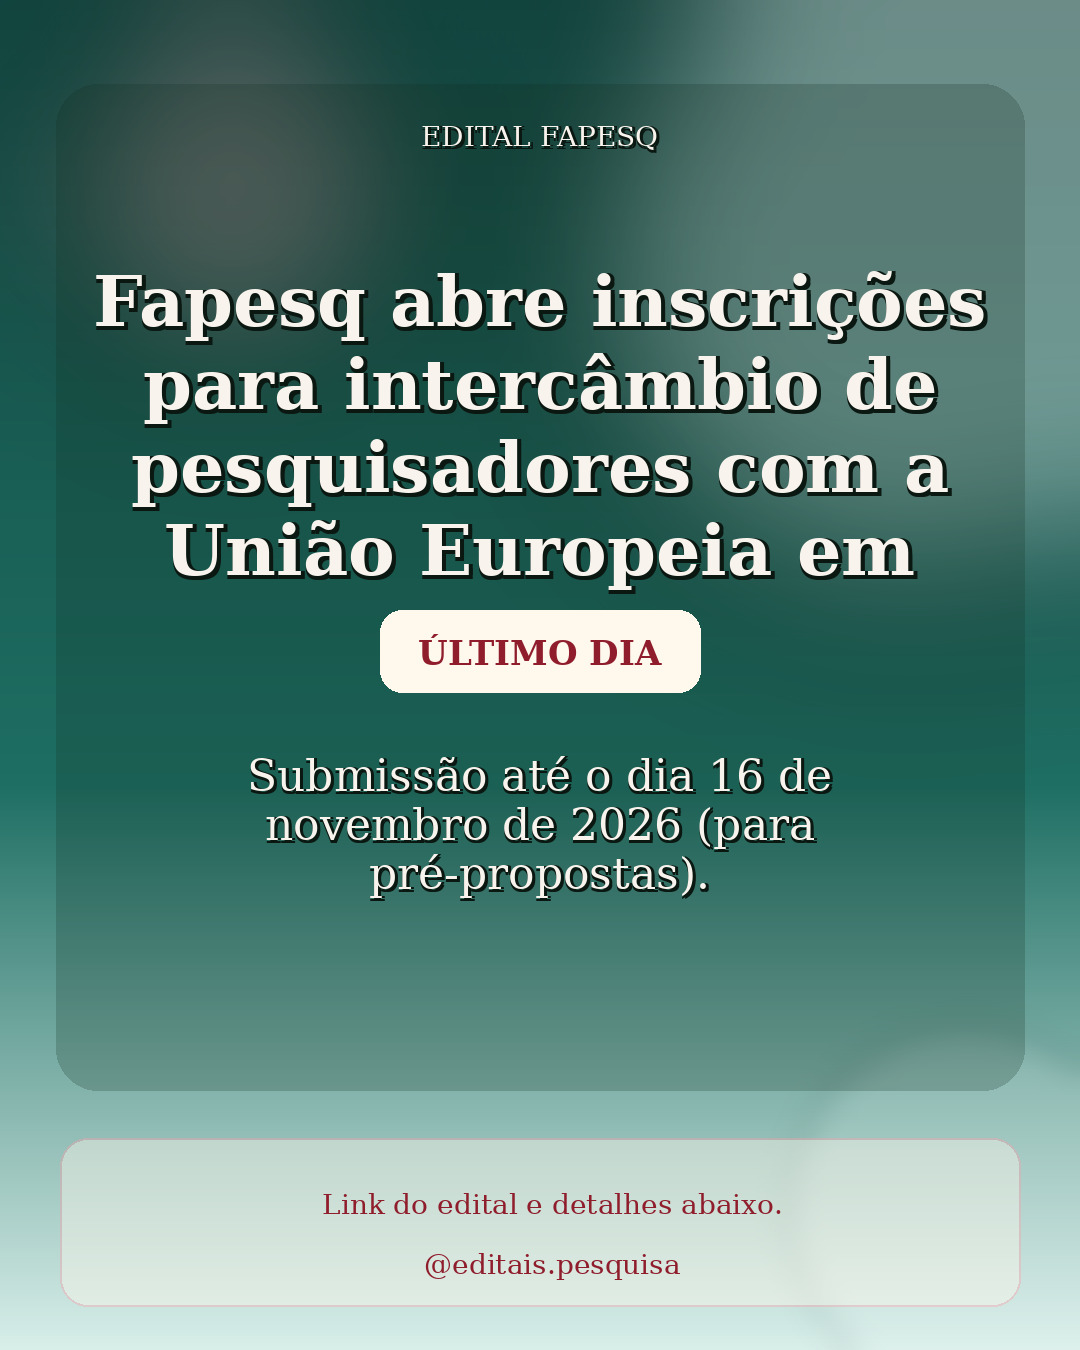 EDITAL FAPESQ
Fapesq abre inscrições
para intercâmbio de
pesquisadores com a
União Europeia em
ÚLTIMO DIA
Submissão até o dia 16 de
novembro de 2026 (para
pré-propostas).
Link do edital e detalhes abaixo.
@editais.pesquisa